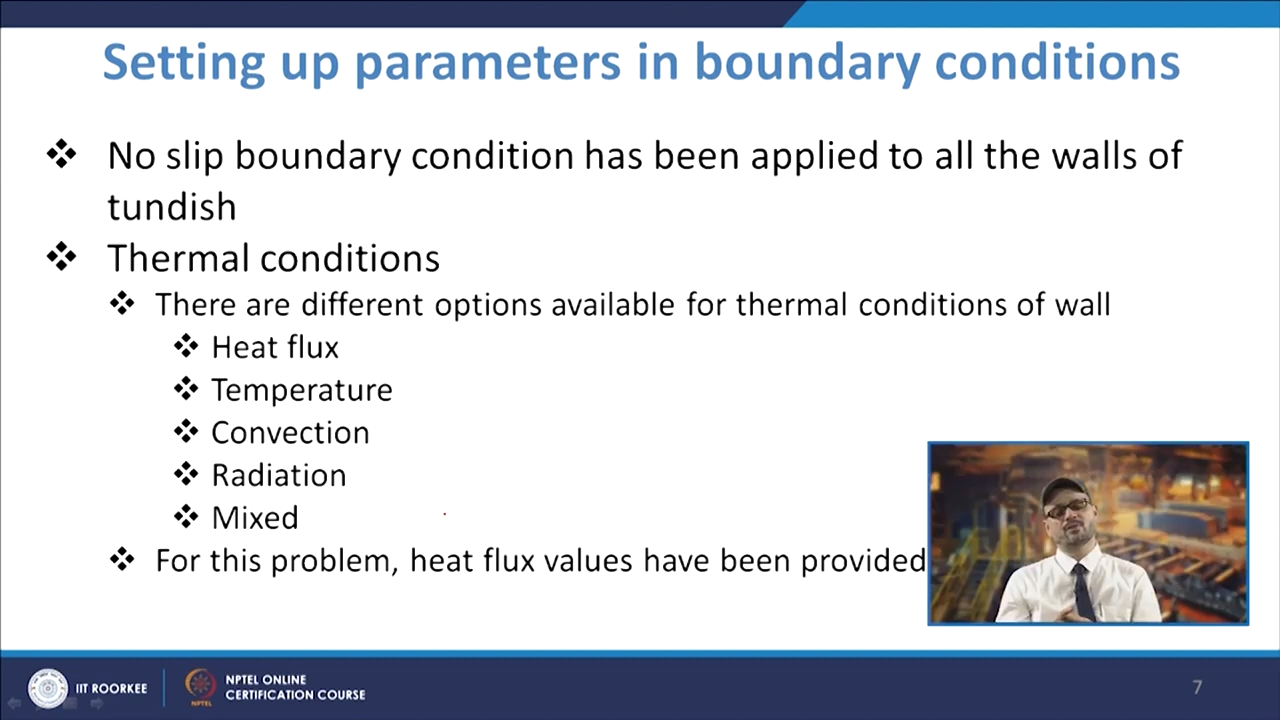 Setting up parameters in boundary conditions
❖ No slip boundary condition has been applied to all the walls of
tundish
❖ Thermal conditions
❖ There are different options available for thermal conditions of wall
❖ Heat flux
❖ Temperature
❖ Convection
❖ Radiation
❖ Mixed
❖ For this problem, heat flux values have been provided
IIT ROORKEE
NPTEL
NPTEL ONLINE
CERTIFICATION COURSE
7